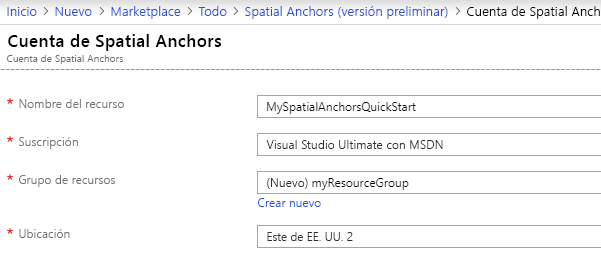 Inicio > Nuevo > Marketplace > Todo > Spatial Anchors (versión preliminar) > Cuenta de Spatial Anch
Cuenta de Spatial Anchors
Cuenta de Spatial Anchors
* Nombre del recurso MySpatialAnchorsQuickStart
* Suscripción Visual Studio Ultimate con MSDN
* Grupo de recursos (Nuevo) myResourceGroup
Crear nuevo
* Ubicación Este de EE. UU. 2